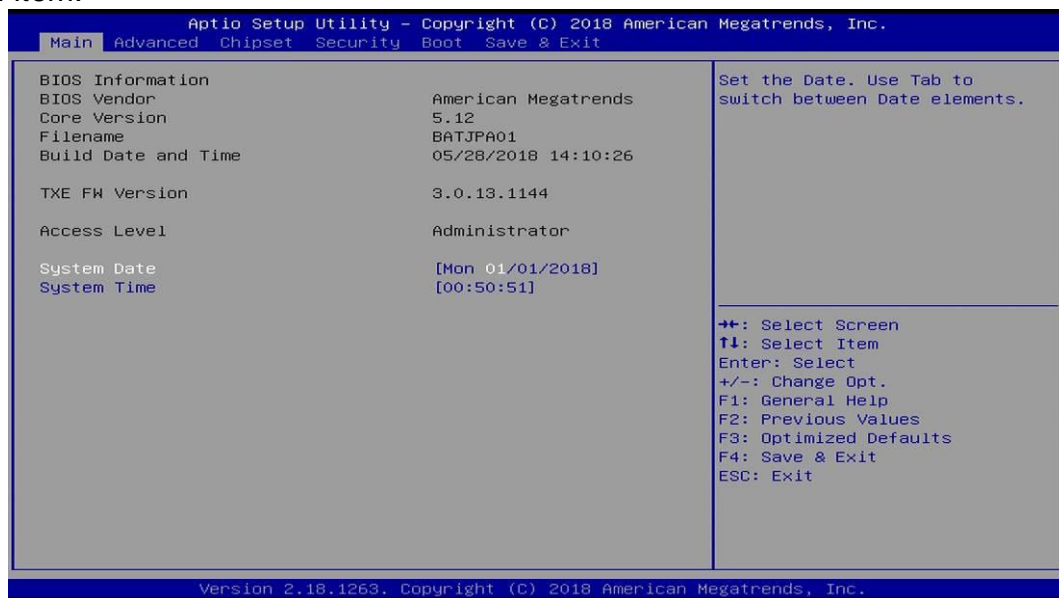 Aptio Setup Utility – Copyright (C) 2018 American Megatrends, Inc.
Main Advanced Chipset Security Boot Save & Exit
BIOS Information
BIOS Vendor American Megatrends
Core Version 5.12
Filename BATJPA01
Build Date and Time 05/28/2018 14:10:26
TXE FW Version 3.0.13.1144
Access Level Administrator
System Date [Mon 01/01/2018]
System Time [00:50:51]
Set the Date. Use Tab to
switch between Date elements.
→←: Select Screen
↑↓: Select Item
Enter: Select
+/-: Change Opt.
F1: General Help
F2: Previous Values
F3: Optimized Defaults
F4: Save & Exit
ESC: Exit
Version 2.18.1263. Copyright (C) 2018 American Megatrends, Inc.